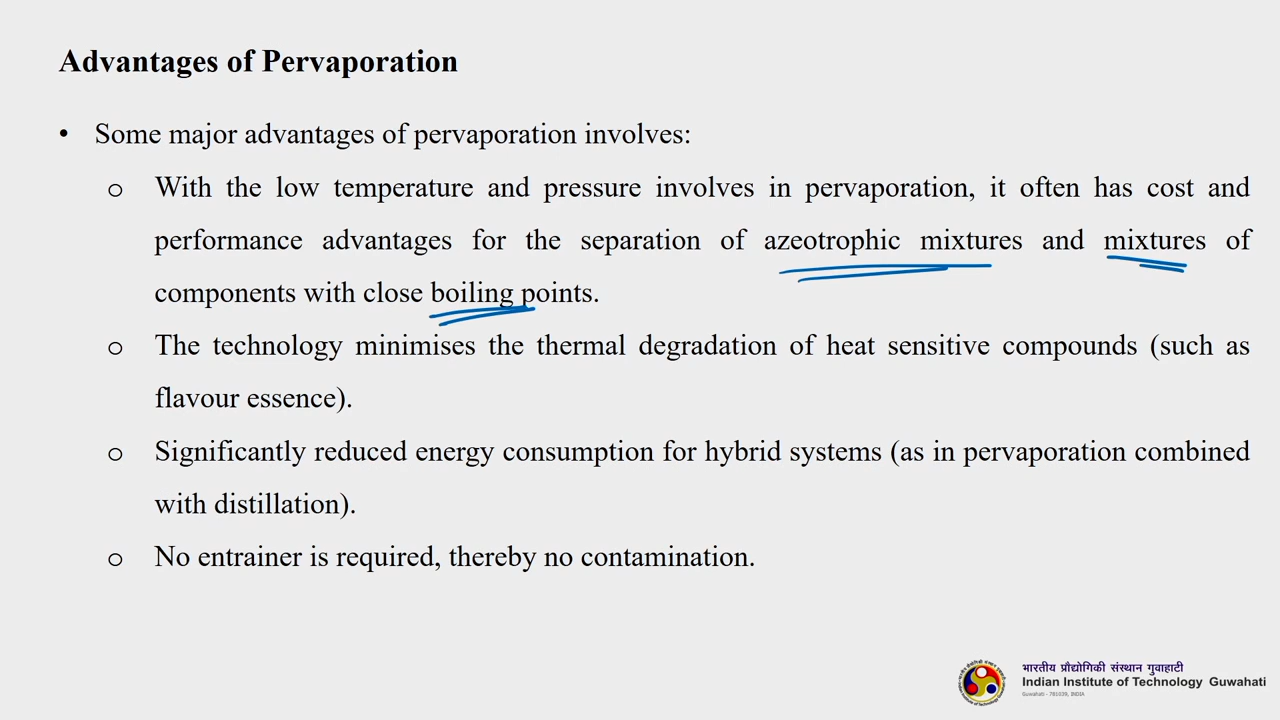 Advantages of Pervaporation
• Some major advantages of pervaporation involves:
o With the low temperature and pressure involves in pervaporation, it often has cost and
performance advantages for the separation of azeotrophic mixtures and mixtures of
components with close boiling points.
o The technology minimises the thermal degradation of heat sensitive compounds (such as
flavour essence).
o Significantly reduced energy consumption for hybrid systems (as in pervaporation combined
with distillation).
o No entrainer is required, thereby no contamination.
भारतीय प्रौद्योगिकी संस्थान गुवाहाटी
Indian Institute of Technology Guwahati
Guwahati - 781039, INDIA